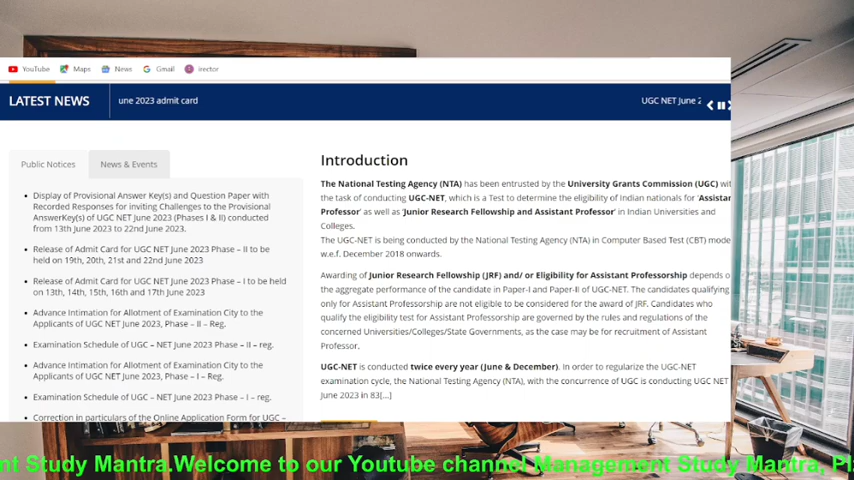 YouTube Maps News Gmail irector
LATEST NEWS une 2023 admit card UGC NET June 2
Public Notices News & Events
Display of Provisional Answer Key(s) and Question Paper with
Recorded Responses for inviting Challenges to the Provisional
AnswerKey(s) of UGC NET June 2023 (Phases I & II) conducted
from 13th June 2023 to 22nd June 2023.
Release of Admit Card for UGC NET June 2023 Phase – II to be
held on 19th, 20th, 21st and 22nd June 2023
Release of Admit Card for UGC NET June 2023 Phase – I to be held
on 13th, 14th, 15th, 16th and 17th June 2023
Advance Intimation for Allotment of Examination City to the
Applicants of UGC NET June 2023, Phase – II – Reg.
Examination Schedule of UGC – NET June 2023 Phase II – reg.
Advance Intimation for Allotment of Examination City to the
Applicants of UGC NET June 2023, Phase – I – Reg.
Examination Schedule of UGC – NET June 2023 Phase-I – reg.
Correction in particulars of the Online Application Form for UGC –
Introduction
The National Testing Agency (NTA) has been entrusted by the University Grants Commission (UGC) wit
the task of conducting UGC-NET, which is a Test to determine the eligibility of Indian nationals for 'Assistan
Professor' as well as 'Junior Research Fellowship and Assistant Professor' in Indian Universities and
Colleges.
The UGC-NET is being conducted by the National Testing Agency (NTA) in Computer Based Test (CBT) mode
w.e.f. December 2018 onwards.
Awarding of Junior Research Fellowship (JRF) and/ or Eligibility for Assistant Professorship depends o
the aggregate performance of the candidate in Paper-I and Paper-II of UGC-NET. The candidates qualifying
only for Assistant Professorship are not eligible to be considered for the award of JRF. Candidates who
qualify the eligibility test for Assistant Professorship are governed by the rules and regulations of the
concerned Universities/Colleges/State Governments, as the case may be for recruitment of Assistant
Professor.
UGC-NET is conducted twice every year (June & December). In order to regularize the UGC-NET
examination cycle, the National Testing Agency (NTA), with the concurrence of UGC is conducting UGC NET
June 2023 in 83[...]
nt Study Mantra.Welcome to our Youtube channel Management Study Mantra, Pl